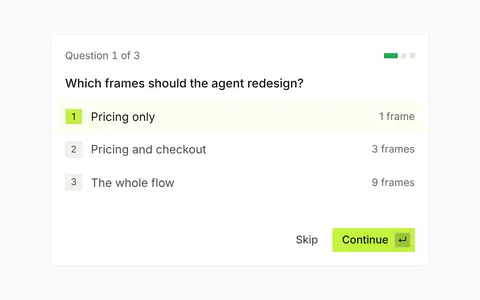 Question 1 of 3
Which frames should the agent redesign?
1 Pricing only 1 frame
2 Pricing and checkout 3 frames
3 The whole flow 9 frames
Skip Continue ↵